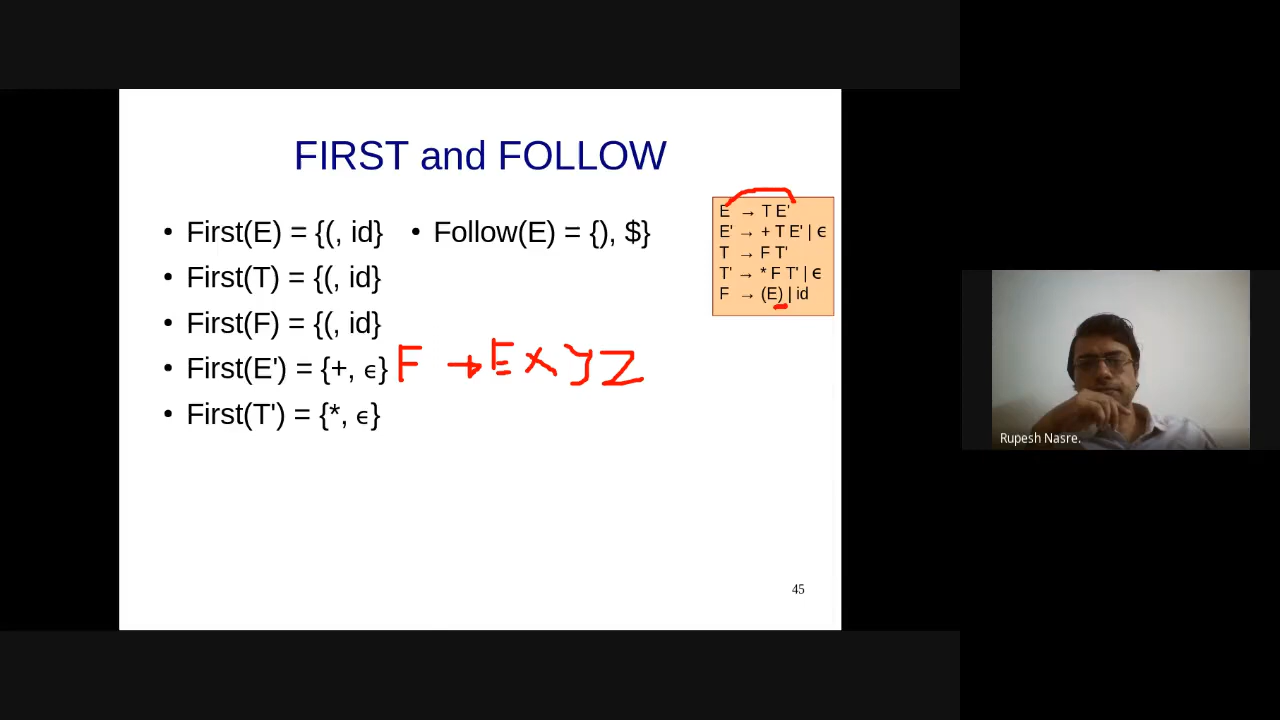 FIRST and FOLLOW
• First(E) = {(, id}
• First(T) = {(, id}
• First(F) = {(, id}
• First(E') = {+, ϵ}
• First(T') = {*, ϵ}
• Follow(E) = {), $}
E → T E'
E' → + T E' | ϵ
T → F T'
T' → * F T' | ϵ
F → (E) | id
F → E X Y Z
45
Rupesh Nasre.